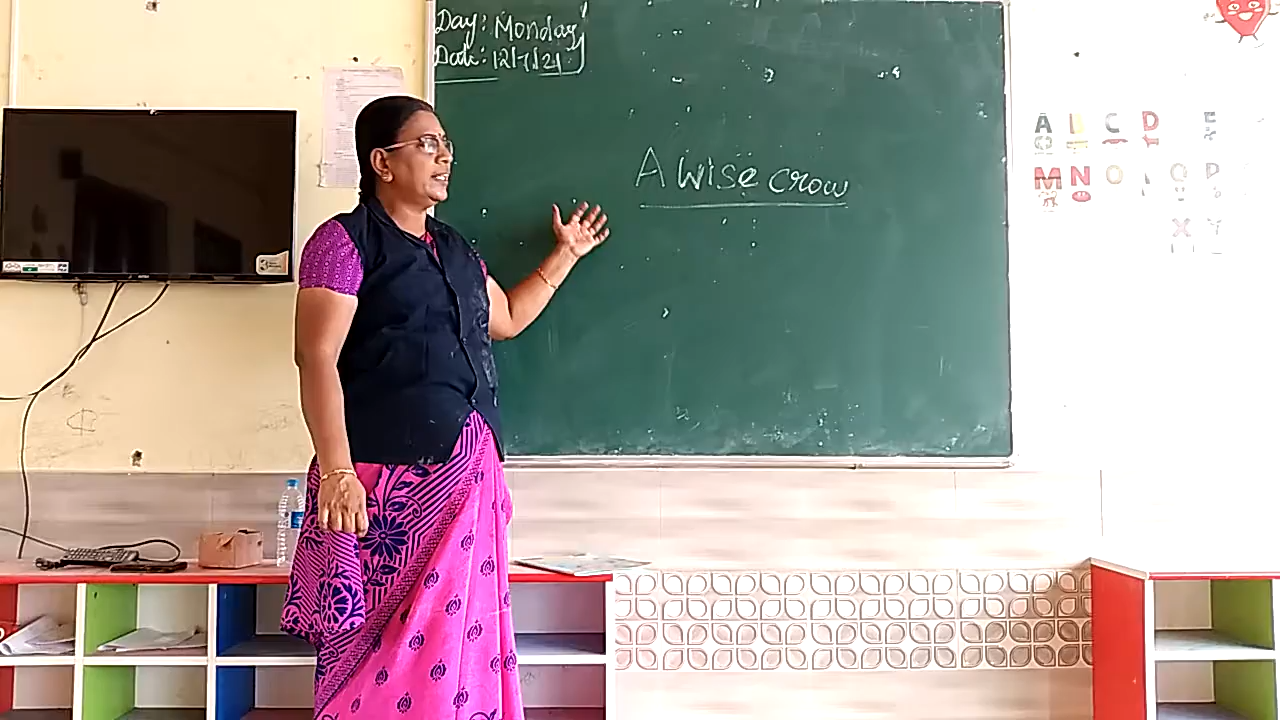 Day: Monday
Date: 12/7/21
A wise crow
A C D E
M N O Q P
X Y